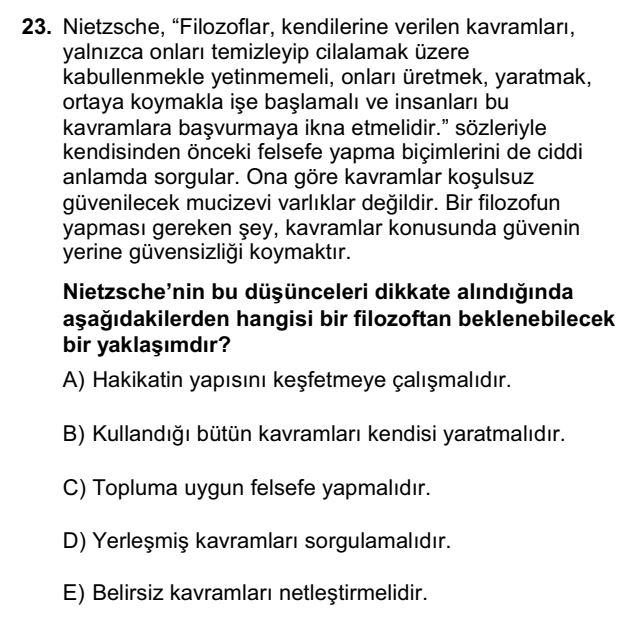 23. Nietzsche, “Filozoflar, kendilerine verilen kavramları,
yalnızca onları temizleyip cilalamak üzere
kabullenmekle yetinmemeli, onları üretmek, yaratmak,
ortaya koymakla işe başlamalı ve insanları bu
kavramlara başvurmaya ikna etmelidir.” sözleriyle
kendisinden önceki felsefe yapma biçimlerini de ciddi
anlamda sorgular. Ona göre kavramlar koşulsuz
güvenilecek mucizevi varlıklar değildir. Bir filozofun
yapması gereken şey, kavramlar konusunda güvenin
yerine güvensizliği koymaktır.
Nietzsche’nin bu düşünceleri dikkate alındığında
aşağıdakilerden hangisi bir filozoftan beklenebilecek
bir yaklaşımdır?
A) Hakikatin yapısını keşfetmeye çalışmalıdır.
B) Kullandığı bütün kavramları kendisi yaratmalıdır.
C) Topluma uygun felsefe yapmalıdır.
D) Yerleşmiş kavramları sorgulamalıdır.
E) Belirsiz kavramları netleştirmelidir.